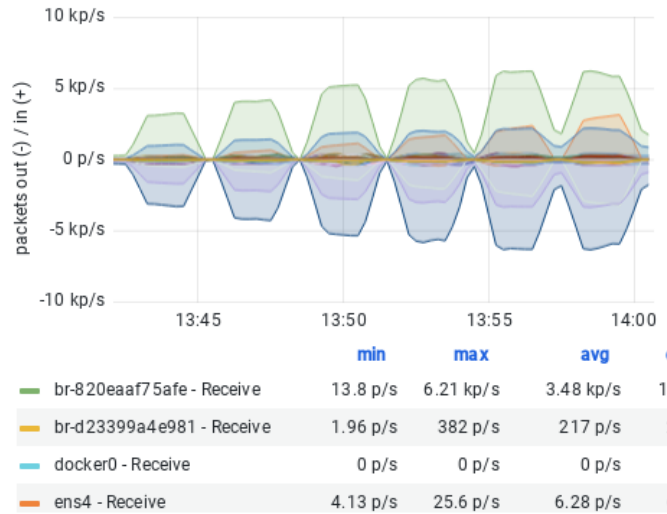 10 kp/s
5 kp/s
0 p/s
-5 kp/s
-10 kp/s
packets out (-) / in (+)
13:45 13:50 13:55 14:00
min max avg
br-820eaaf75afe - Receive 13.8 p/s 6.21 kp/s 3.48 kp/s 1
br-d23399a4e981 - Receive 1.96 p/s 382 p/s 217 p/s
docker0 - Receive 0 p/s 0 p/s 0 p/s
ens4 - Receive 4.13 p/s 25.6 p/s 6.28 p/s